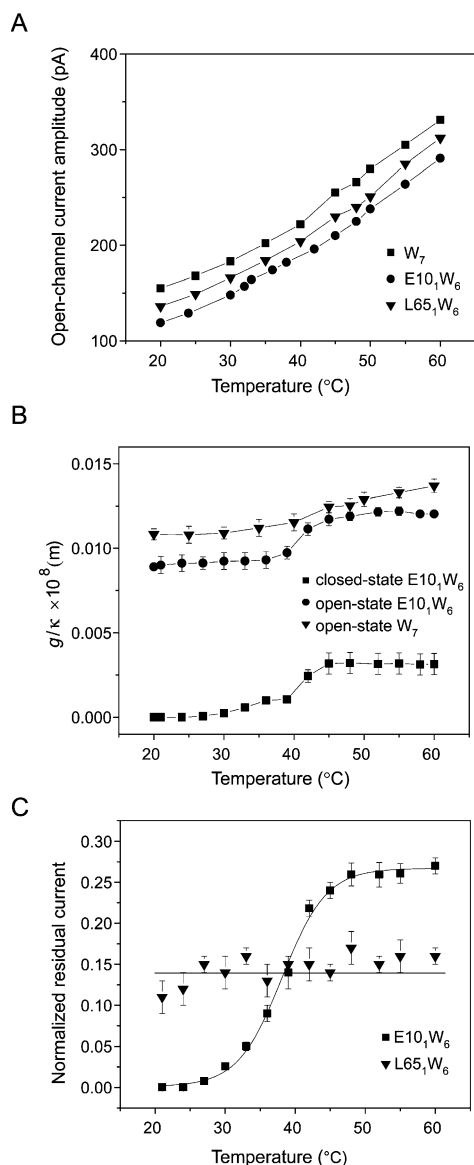 A
Open-channel current amplitude (pA)
400
300
200
100
W₇
E10₁W₆
L65₁W₆
20 30 40 50 60
Temperature (°C)
B
g/κ ×10⁸ (m)
0.015
0.010
0.005
0.000
closed-state E10₁W₆
open-state E10₁W₆
open-state W₇
20 30 40 50 60
Temperature (°C)
C
Normalized residual current
0.30
0.25
0.20
0.15
0.10
0.05
0.00
E10₁W₆
L65₁W₆
20 30 40 50 60
Temperature (°C)